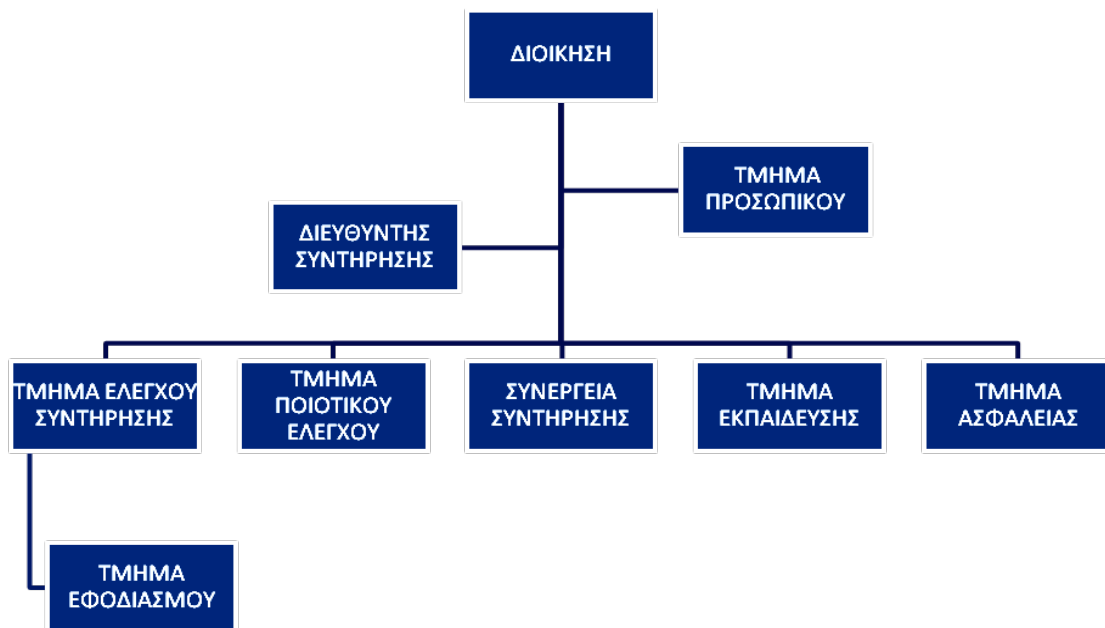 ΔΙΟΙΚΗΣΗ
ΤΜΗΜΑ
ΠΡΟΣΩΠΙΚΟΥ
ΔΙΕΥΘΥΝΤΗΣ
ΣΥΝΤΗΡΗΣΗΣ
ΤΜΗΜΑ ΕΛΕΓΧΟΥ
ΣΥΝΤΗΡΗΣΗΣ
ΤΜΗΜΑ
ΠΟΙΟΤΙΚΟΥ
ΕΛΕΓΧΟΥ
ΣΥΝΕΡΓΕΙΑ
ΣΥΝΤΗΡΗΣΗΣ
ΤΜΗΜΑ
ΕΚΠΑΙΔΕΥΣΗΣ
ΤΜΗΜΑ
ΑΣΦΑΛΕΙΑΣ
ΤΜΗΜΑ
ΕΦΟΔΙΑΣΜΟΥ